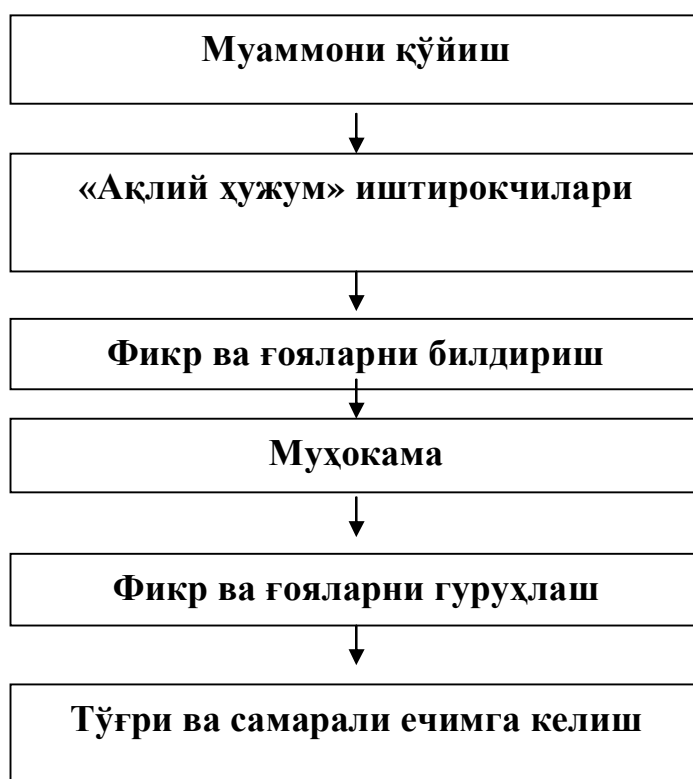 Муаммони қўйиш
«Ақлий ҳужум» иштирокчилари
Фикр ва ғояларни билдириш
Муҳокама
Фикр ва ғояларни гуруҳлаш
Тўғри ва самарали ечимга келиш